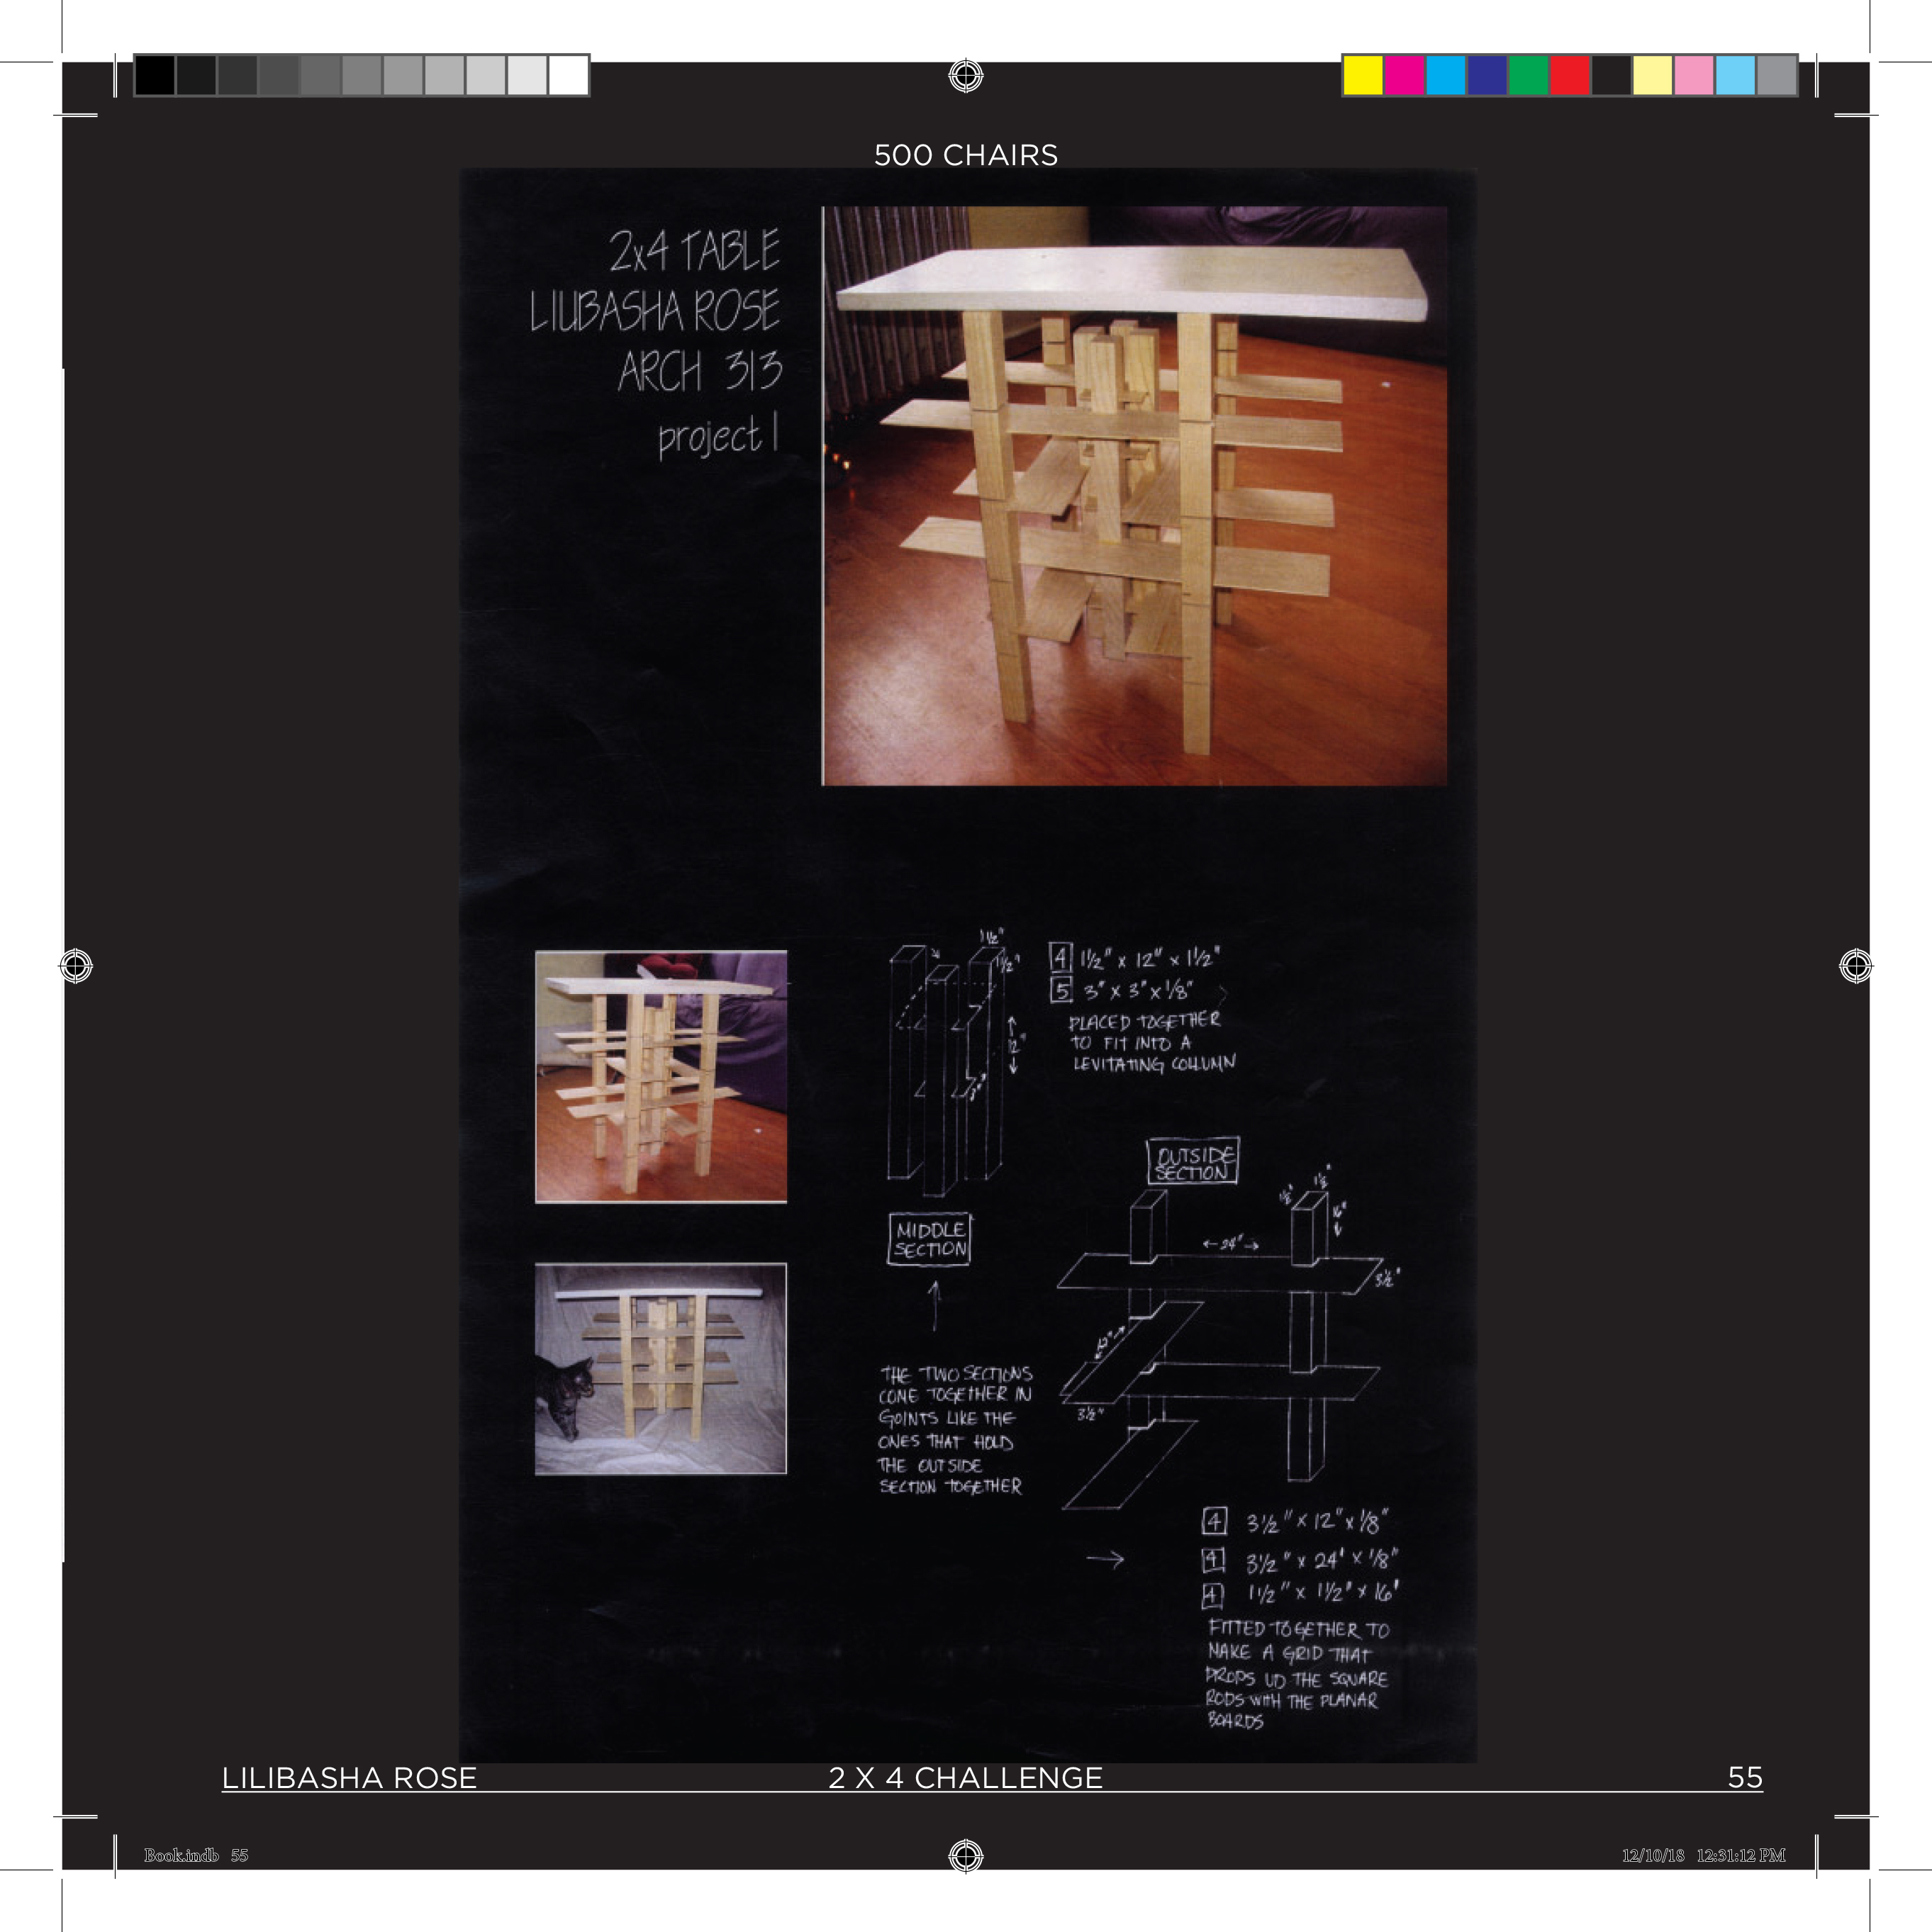 500 CHAIRS
2x4 TABLE
LILIBASHA ROSE
ARCH 313
project 1
1½"
1½"
12"
3"
4 1½" x 12" x 1½"
5 3" x 3" x 1/8"
PLACED TOGETHER
TO FIT INTO A
LEVITATING COLLUMN
MIDDLE
SECTION
THE TWO SECTIONS
COME TOGETHER IN
GOINTS LIKE THE
ONES THAT HOLD
THE OUTSIDE
SECTION TOGETHER
OUTSIDE
SECTION
1½"
1½"
16"
24"
3½"
12"
3½"
4 3½" x 12" x 1/8"
4 3½" x 24" x 1/8"
4 1½" x 1½" x 16"
FITTED TOGETHER TO
MAKE A GRID THAT
PROPS UP THE SQUARE
RODS WITH THE PLANAR
BOARDS
LILIBASHA ROSE 2 X 4 CHALLENGE 55
Book.indb 55 12/10/18 12:31:12 PM